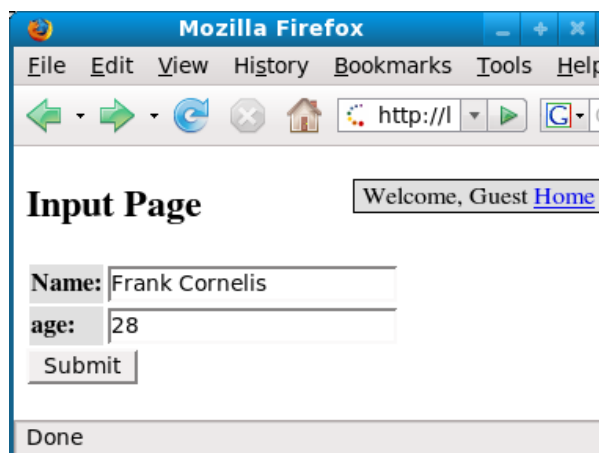 Mozilla Firefox
File Edit View History Bookmarks Tools Help
http://l G
Input Page
Welcome, Guest Home
Name: Frank Cornelis
age: 28
Submit
Done